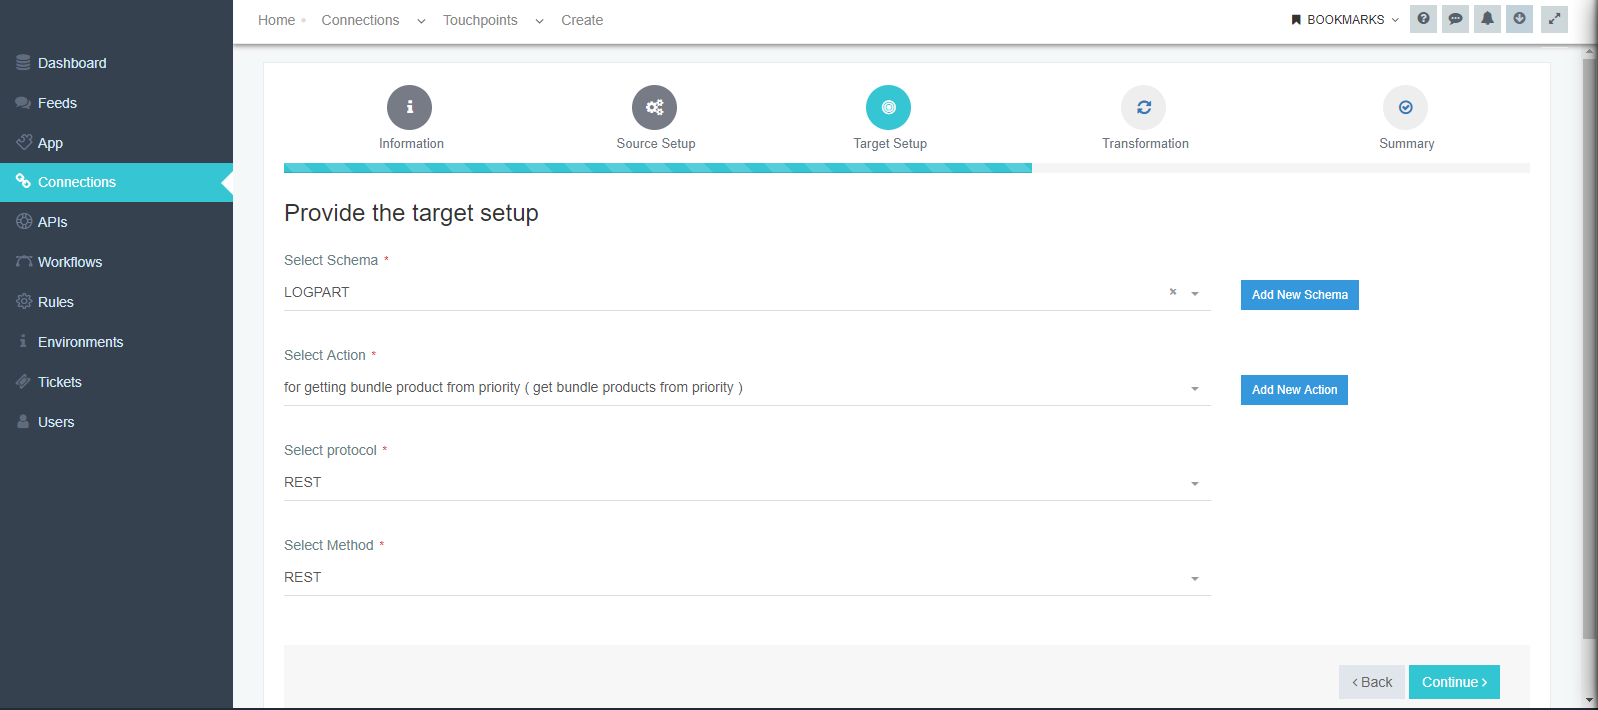 Home Connections Touchpoints Create
BOOKMARKS
Dashboard
Feeds
App
Connections
APIs
Workflows
Rules
Environments
Tickets
Users
Information
Source Setup
Target Setup
Transformation
Summary
Provide the target setup
Select Schema *
LOGPART
Add New Schema
Select Action *
for getting bundle product from priority ( get bundle products from priority )
Add New Action
Select protocol *
REST
Select Method *
REST
Back
Continue